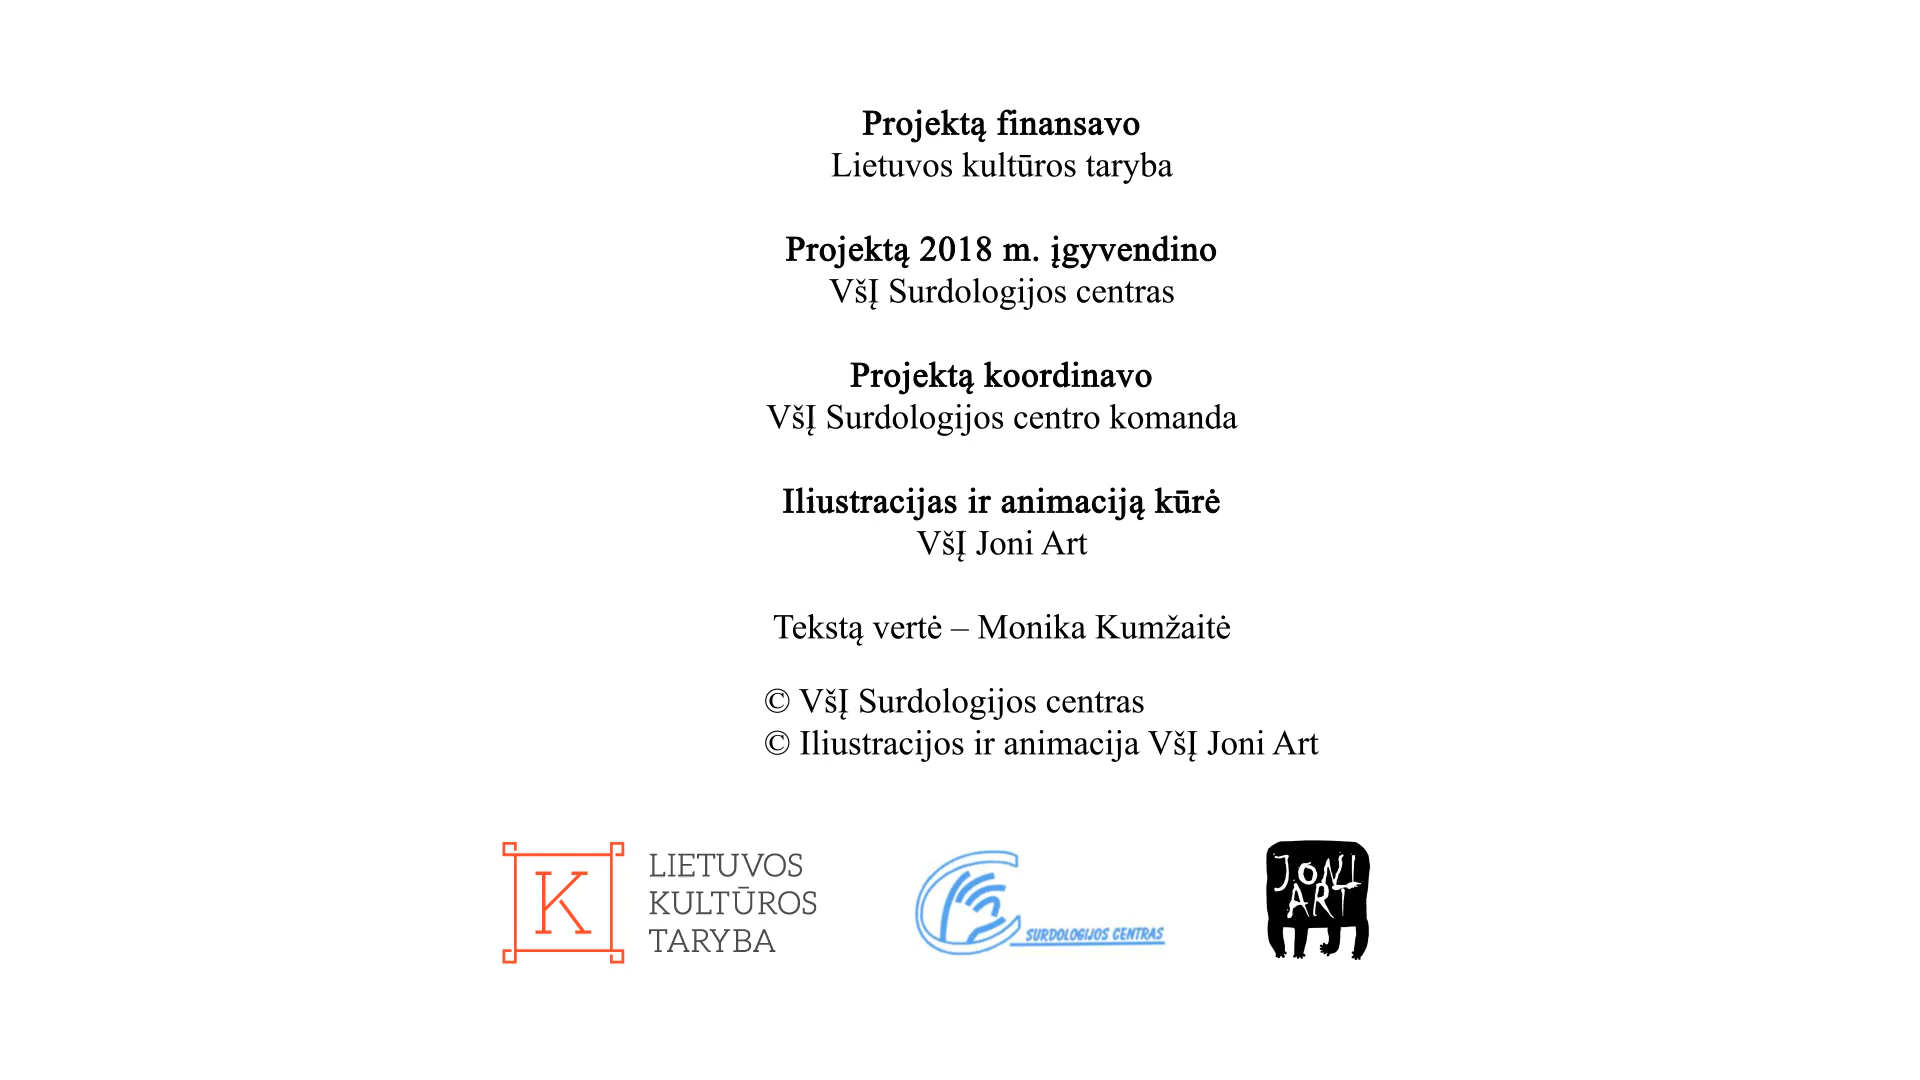 Projektą finansavo
Lietuvos kultūros taryba
Projektą 2018 m. įgyvendino
VšĮ Surdologijos centras
Projektą koordinavo
VšĮ Surdologijos centro komanda
Iliustracijas ir animaciją kūrė
VšĮ Joni Art
Tekstą vertė – Monika Kumžaitė
© VšĮ Surdologijos centras
© Iliustracijos ir animacija VšĮ Joni Art
K
LIETUVOS
KULTŪROS
TARYBA
SURDOLOGIJOS CENTRAS
JONI
ART